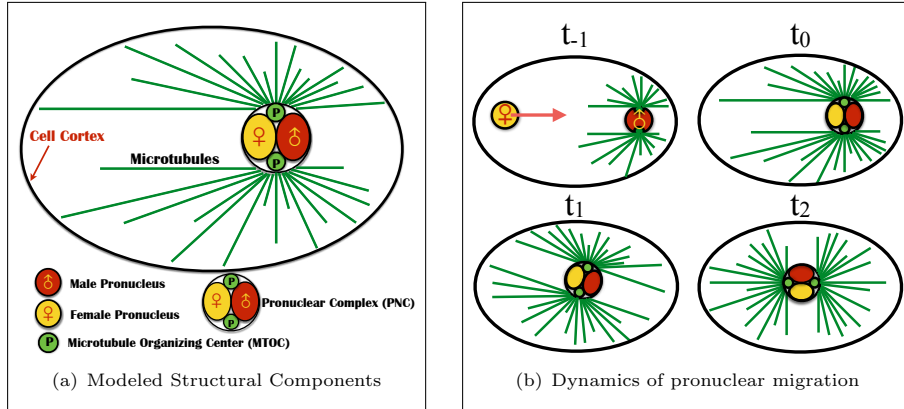 Cell Cortex
Microtubules
P
♀
♂
P
♂ Male Pronucleus
♀ Female Pronucleus
P Microtubule Organizing Center (MTOC)
P
♀
♂
P
Pronuclear Complex (PNC)
(a) Modeled Structural Components
t-1
♀
♂
t0
t1
t2
(b) Dynamics of pronuclear migration